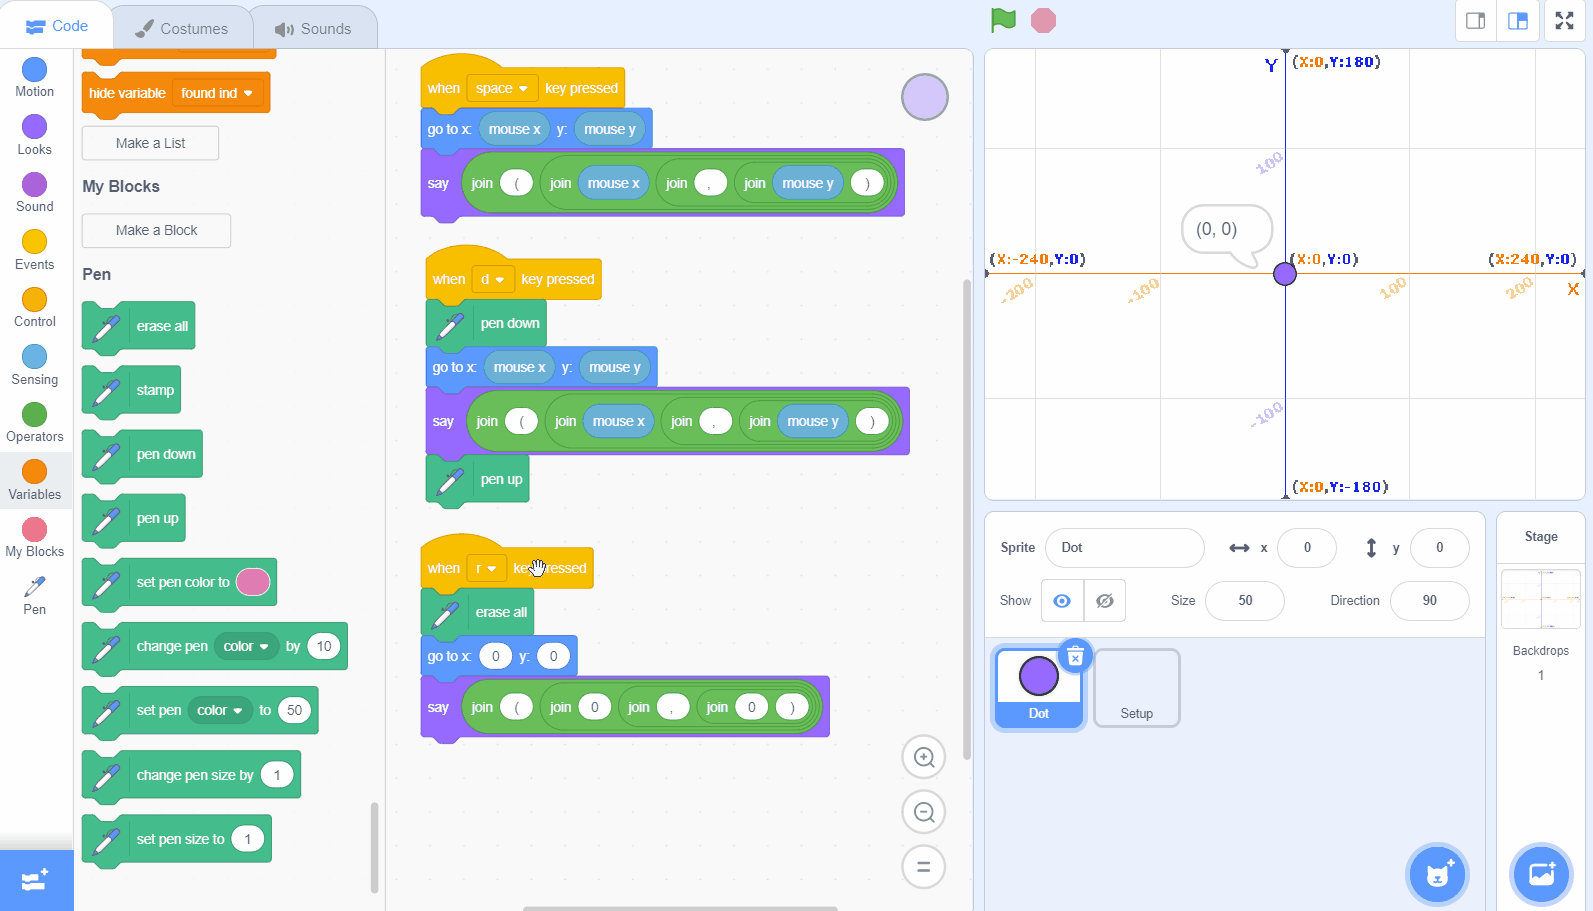 Code
Costumes
Sounds
Motion
Looks
Sound
Events
Control
Sensing
Operators
Variables
My Blocks
Pen
hide variable found ind
Make a List
My Blocks
Make a Block
Pen
erase all
stamp
pen down
pen up
set pen color to
change pen color by 10
set pen color to 50
change pen size by 1
set pen size to 1
when space key pressed
go to x: mouse x y: mouse y
say join ( join mouse x join , join mouse y )
when d key pressed
pen down
go to x: mouse x y: mouse y
say join ( join mouse x join , join mouse y )
pen up
when r key pressed
erase all
go to x: 0 y: 0
say join ( join 0 join , join 0 )
Y (X:0,Y:180)
100
(0, 0)
(X:-240,Y:0) (X:0,Y:0) (X:240,Y:0)
-200 -100 100 200 X
-100
(X:0,Y:-180)
Sprite Dot x 0 y 0
Show Size 50 Direction 90
Dot
Setup
Stage
Backdrops
1